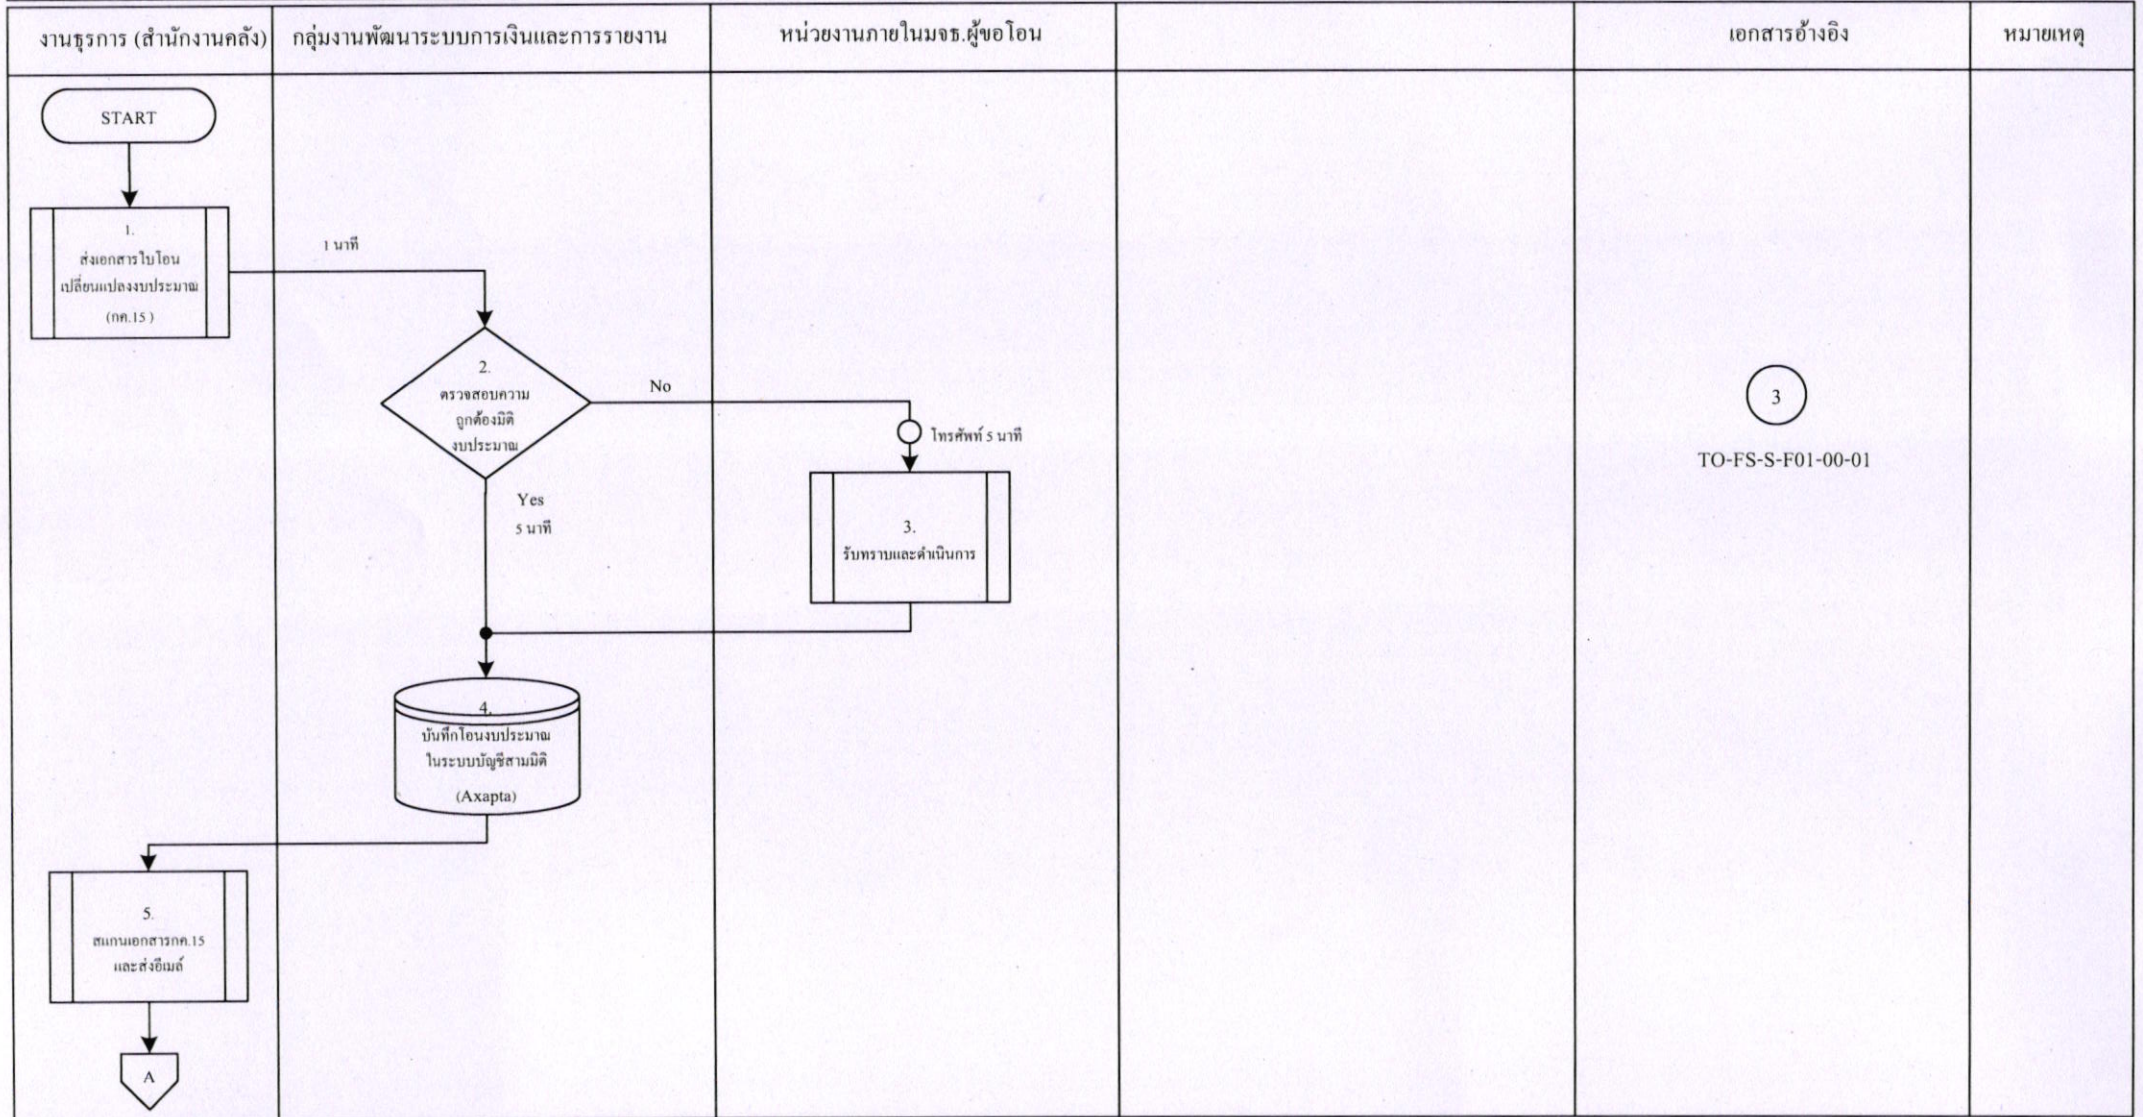 งานธุรการ (สำนักงานคลัง)
กลุ่มงานพัฒนาระบบการเงินและการรายงาน
หน่วยงานภายในมจธ.ผู้ขอโอน
เอกสารอ้างอิง
หมายเหตุ
START
1.
ส่งเอกสารใบโอน
เปลี่ยนแปลงงบประมาณ
(กค.15 )
1 นาที
2.
ตรวจสอบความ
ถูกต้องมิติ
งบประมาณ
No
โทรศัพท์ 5 นาที
Yes
5 นาที
3.
รับทราบและดำเนินการ
3
TO-FS-S-F01-00-01
4.
บันทึกโอนงบประมาณ
ในระบบบัญชีสามมิติ
(Axapta)
5.
สแกนเอกสารกค.15
และส่งอีเมล์
A